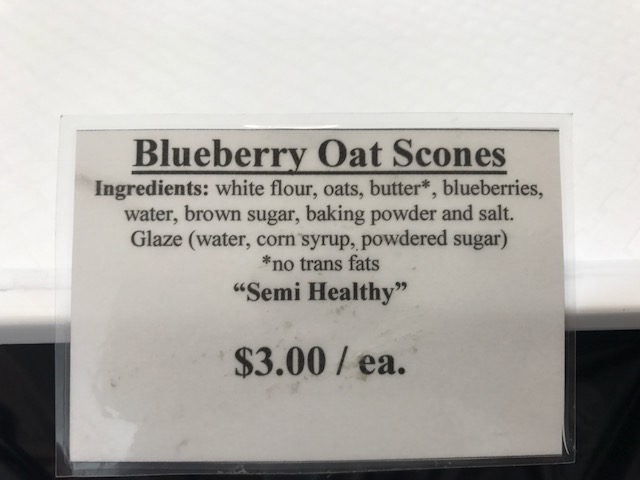 Blueberry Oat Scones
Ingredients: white flour, oats, butter*, blueberries,
water, brown sugar, baking powder and salt.
Glaze (water, corn syrup, powdered sugar)
*no trans fats
“Semi Healthy”
$3.00 / ea.